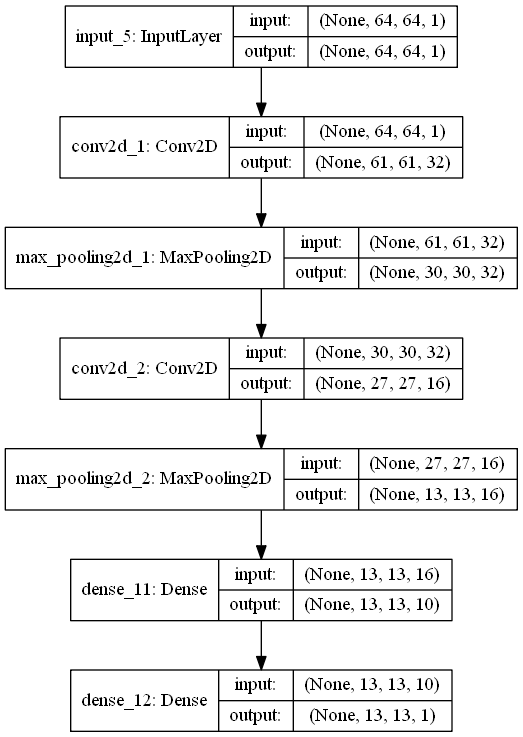 input_5: InputLayer
input: (None, 64, 64, 1)
output: (None, 64, 64, 1)
conv2d_1: Conv2D
input: (None, 64, 64, 1)
output: (None, 61, 61, 32)
max_pooling2d_1: MaxPooling2D
input: (None, 61, 61, 32)
output: (None, 30, 30, 32)
conv2d_2: Conv2D
input: (None, 30, 30, 32)
output: (None, 27, 27, 16)
max_pooling2d_2: MaxPooling2D
input: (None, 27, 27, 16)
output: (None, 13, 13, 16)
dense_11: Dense
input: (None, 13, 13, 16)
output: (None, 13, 13, 10)
dense_12: Dense
input: (None, 13, 13, 10)
output: (None, 13, 13, 1)